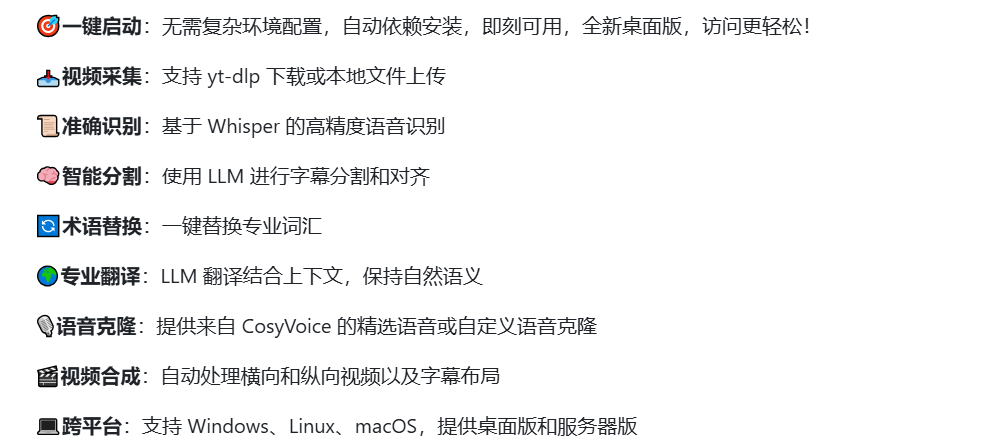 🎯一键启动：无需复杂环境配置，自动依赖安装，即刻可用，全新桌面版，访问更轻松！
📥视频采集：支持 yt-dlp 下载或本地文件上传
📜准确识别：基于 Whisper 的高精度语音识别
🧠智能分割：使用 LLM 进行字幕分割和对齐
🔄术语替换：一键替换专业词汇
🌍专业翻译：LLM 翻译结合上下文，保持自然语义
🎙️语音克隆：提供来自 CosyVoice 的精选语音或自定义语音克隆
🎬视频合成：自动处理横向和纵向视频以及字幕布局
💻跨平台：支持 Windows、Linux、macOS，提供桌面版和服务器版